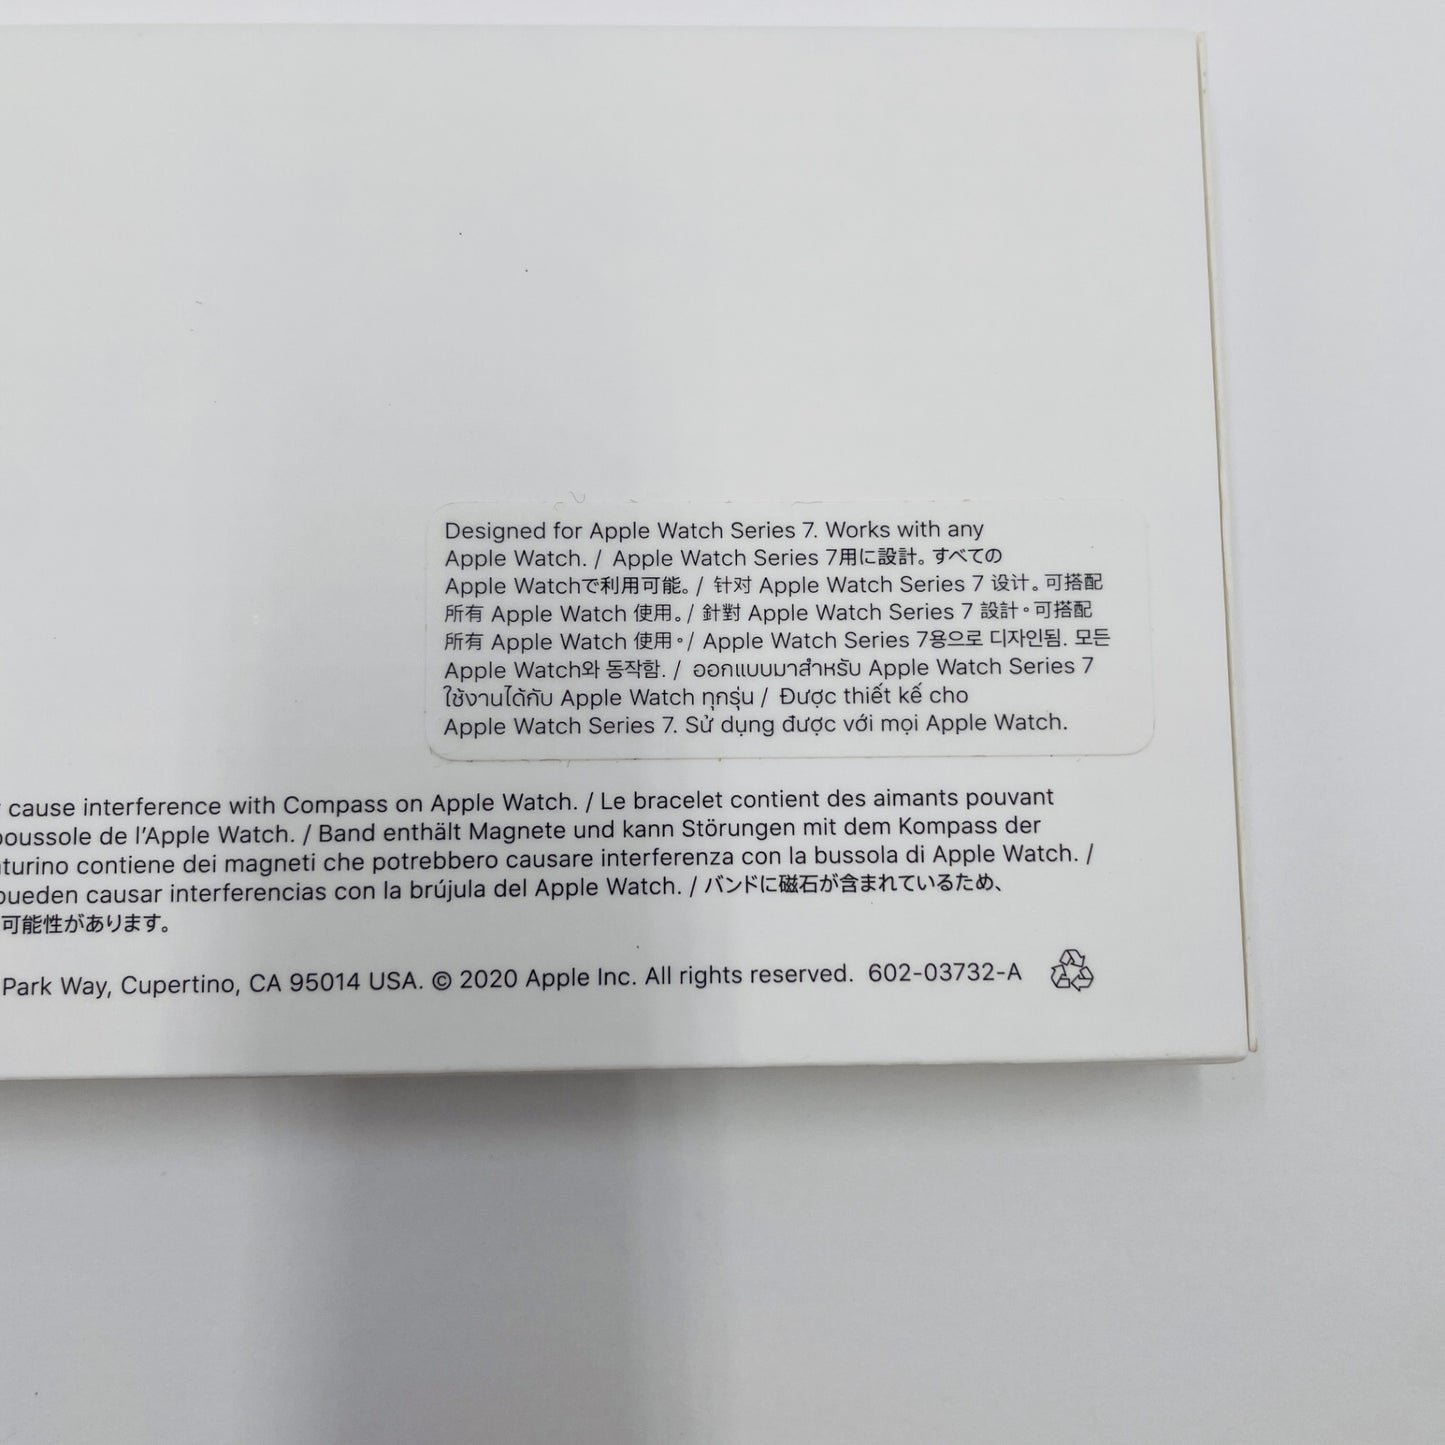 Designed for Apple Watch Series 7. Works with any
Apple Watch. / Apple Watch Series 7用に設計。すべての
Apple Watchで利用可能。/ 针对 Apple Watch Series 7 设计。可搭配
所有 Apple Watch 使用。/ 針對 Apple Watch Series 7 設計。可搭配
所有 Apple Watch 使用。/ Apple Watch Series 7용으로 디자인됨. 모든
Apple Watch와 동작함. / ออกแบบมาสำหรับ Apple Watch Series 7
ใช้งานได้กับ Apple Watch ทุกรุ่น / Được thiết kế cho
Apple Watch Series 7. Sử dụng được với mọi Apple Watch.
cause interference with Compass on Apple Watch. / Le bracelet contient des aimants pouvant
boussole de l’Apple Watch. / Band enthält Magnete und kann Störungen mit dem Kompass der
turino contiene dei magneti che potrebbero causare interferenza con la bussola di Apple Watch. /
pueden causar interferencias con la brújula del Apple Watch. / バンドに磁石が含まれているため、
可能性があります。
Park Way, Cupertino, CA 95014 USA. © 2020 Apple Inc. All rights reserved. 602-03732-A